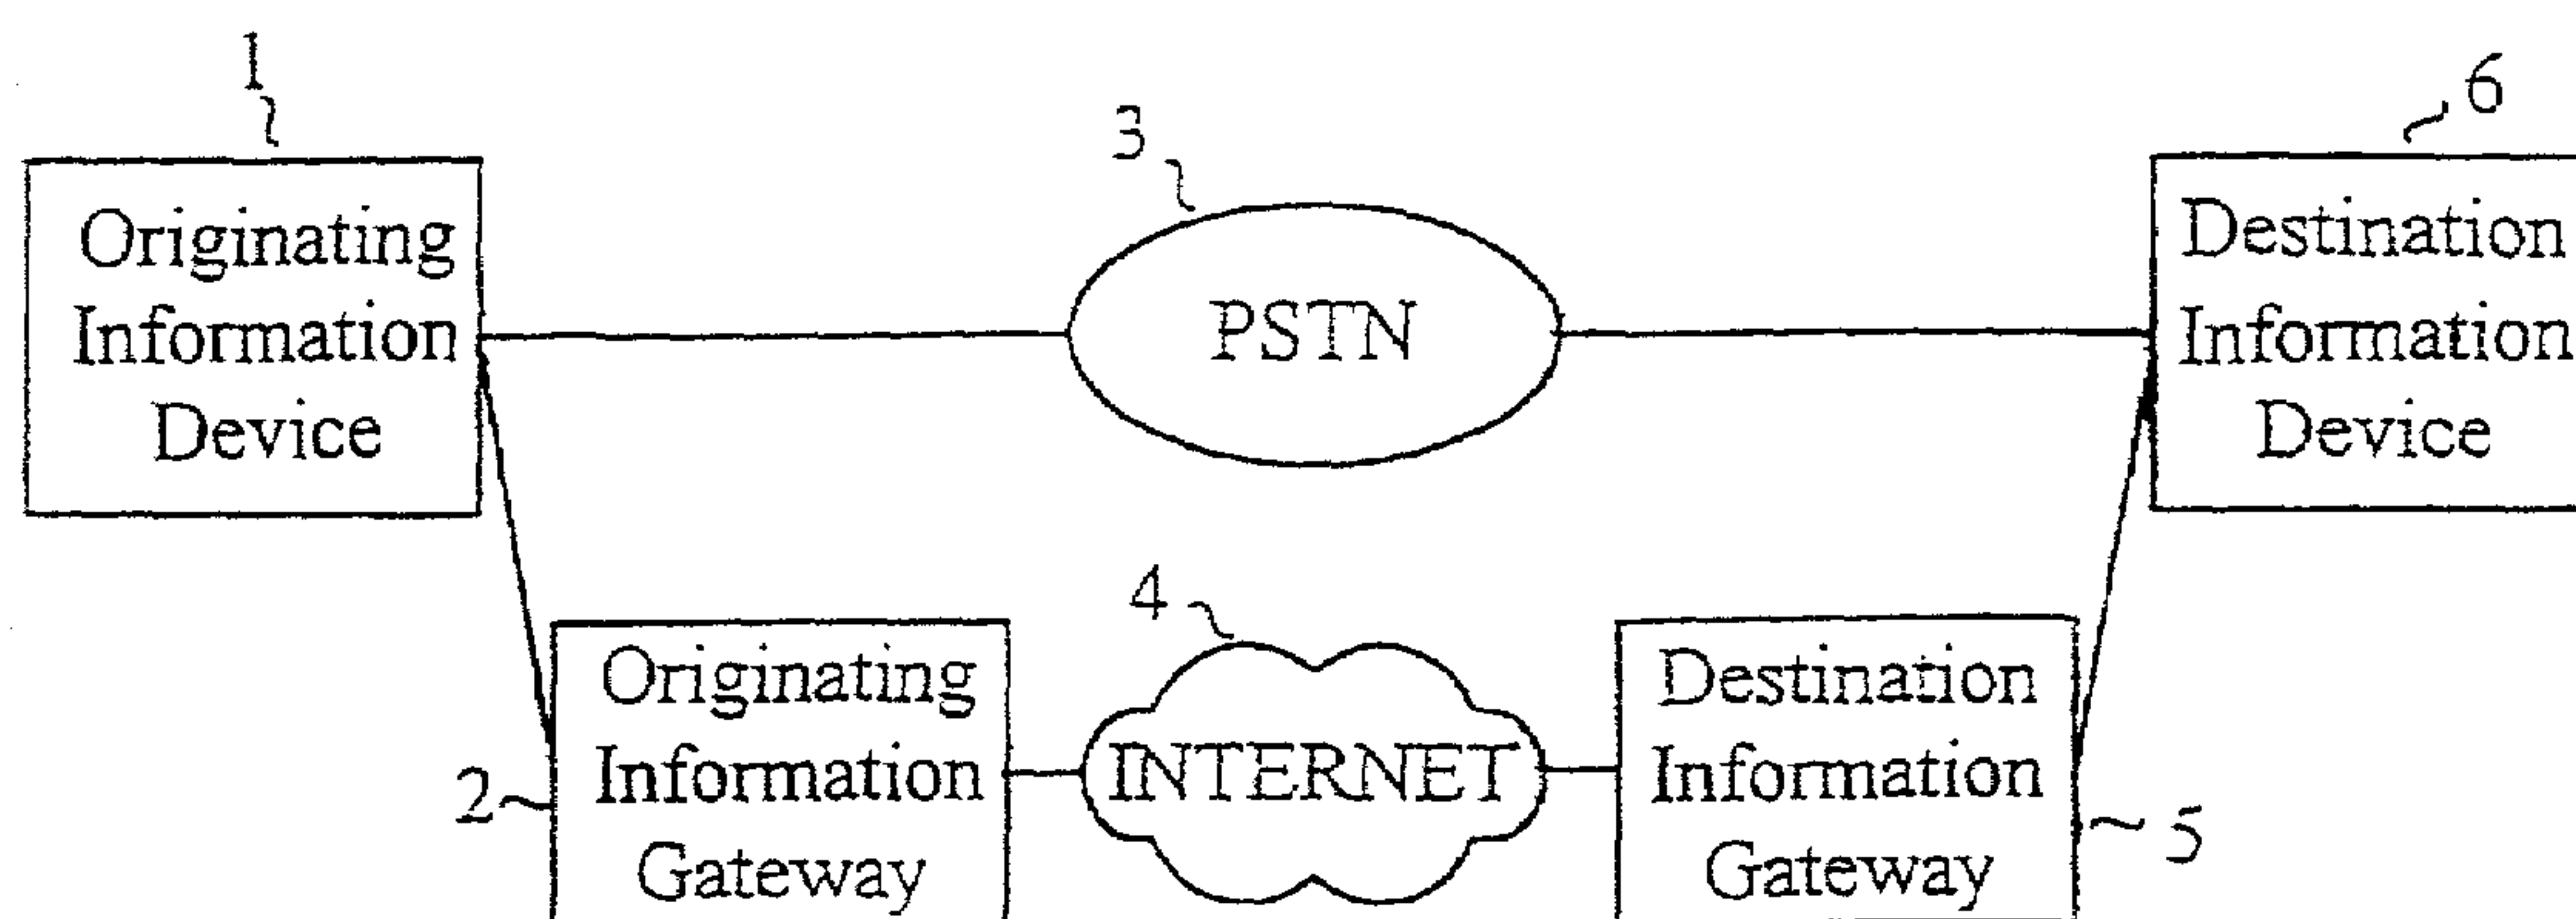 1
3
6
Originating
Information
Device
PSTN
Destination
Information
Device
4
2
Originating
Information
Gateway
INTERNET
Destination
Information
Gateway
5